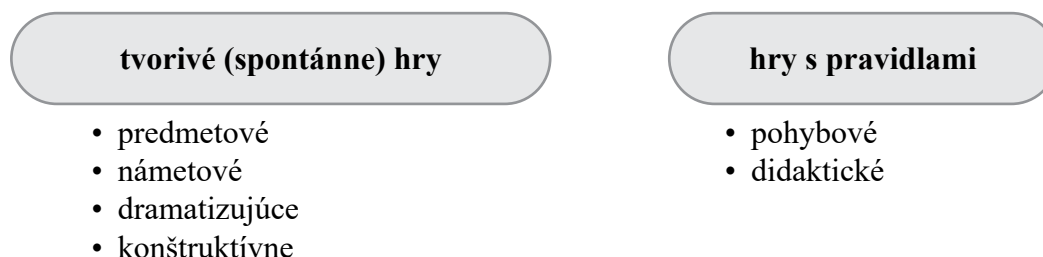 tvorivé (spontánne) hry
• predmetové
• námetové
• dramatizujúce
• konštruktívne
hry s pravidlami
• pohybové
• didaktické